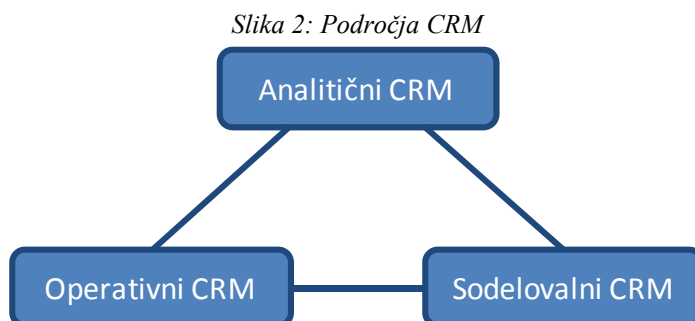 Slika 2: Področja CRM
Analitični CRM
Operativni CRM
Sodelovalni CRM